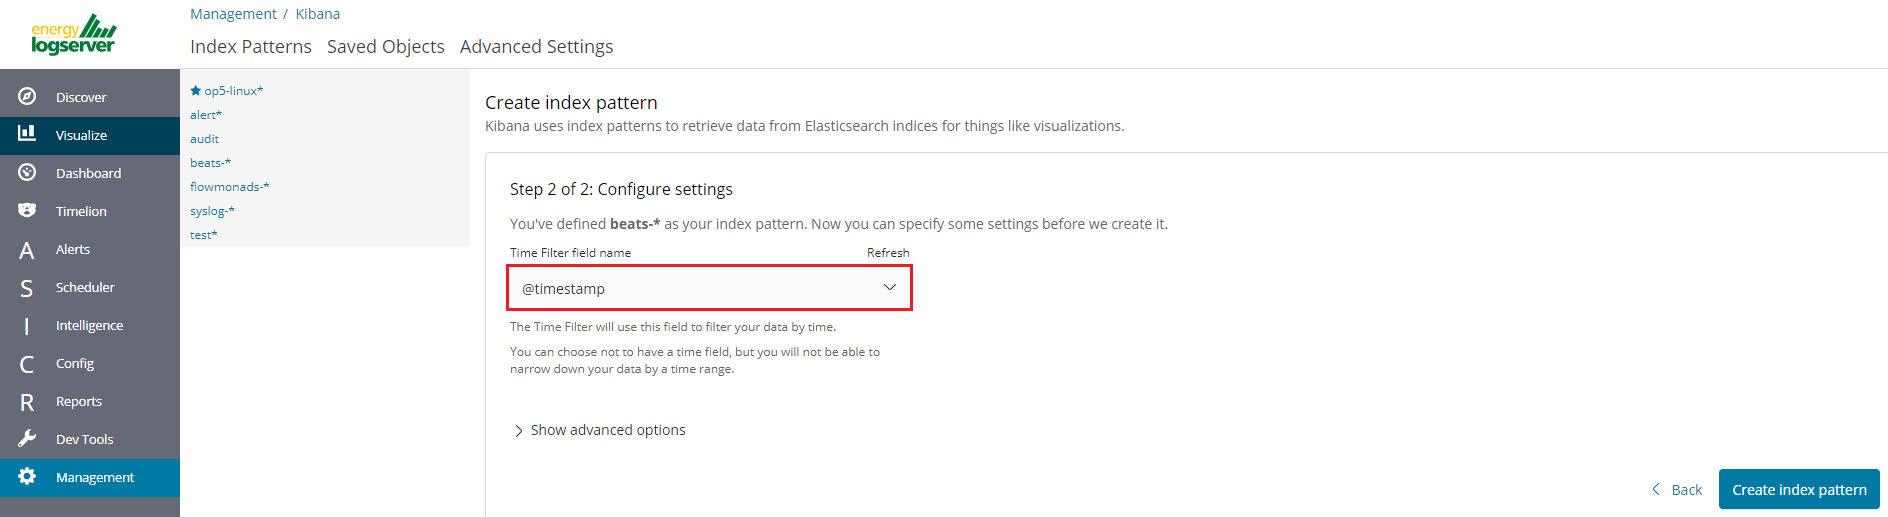 energy
logserver
Management / Kibana
Index Patterns Saved Objects Advanced Settings
Discover
Visualize
Dashboard
Timelion
A Alerts
S Scheduler
I Intelligence
C Config
R Reports
Dev Tools
Management
op5-linux*
alert*
audit
beats-*
flowmonads-*
syslog-*
test*
Create index pattern
Kibana uses index patterns to retrieve data from Elasticsearch indices for things like visualizations.
Step 2 of 2: Configure settings
You've defined beats-* as your index pattern. Now you can specify some settings before we create it.
Time Filter field name Refresh
@timestamp
The Time Filter will use this field to filter your data by time.
You can choose not to have a time field, but you will not be able to
narrow down your data by a time range.
Show advanced options
Back Create index pattern